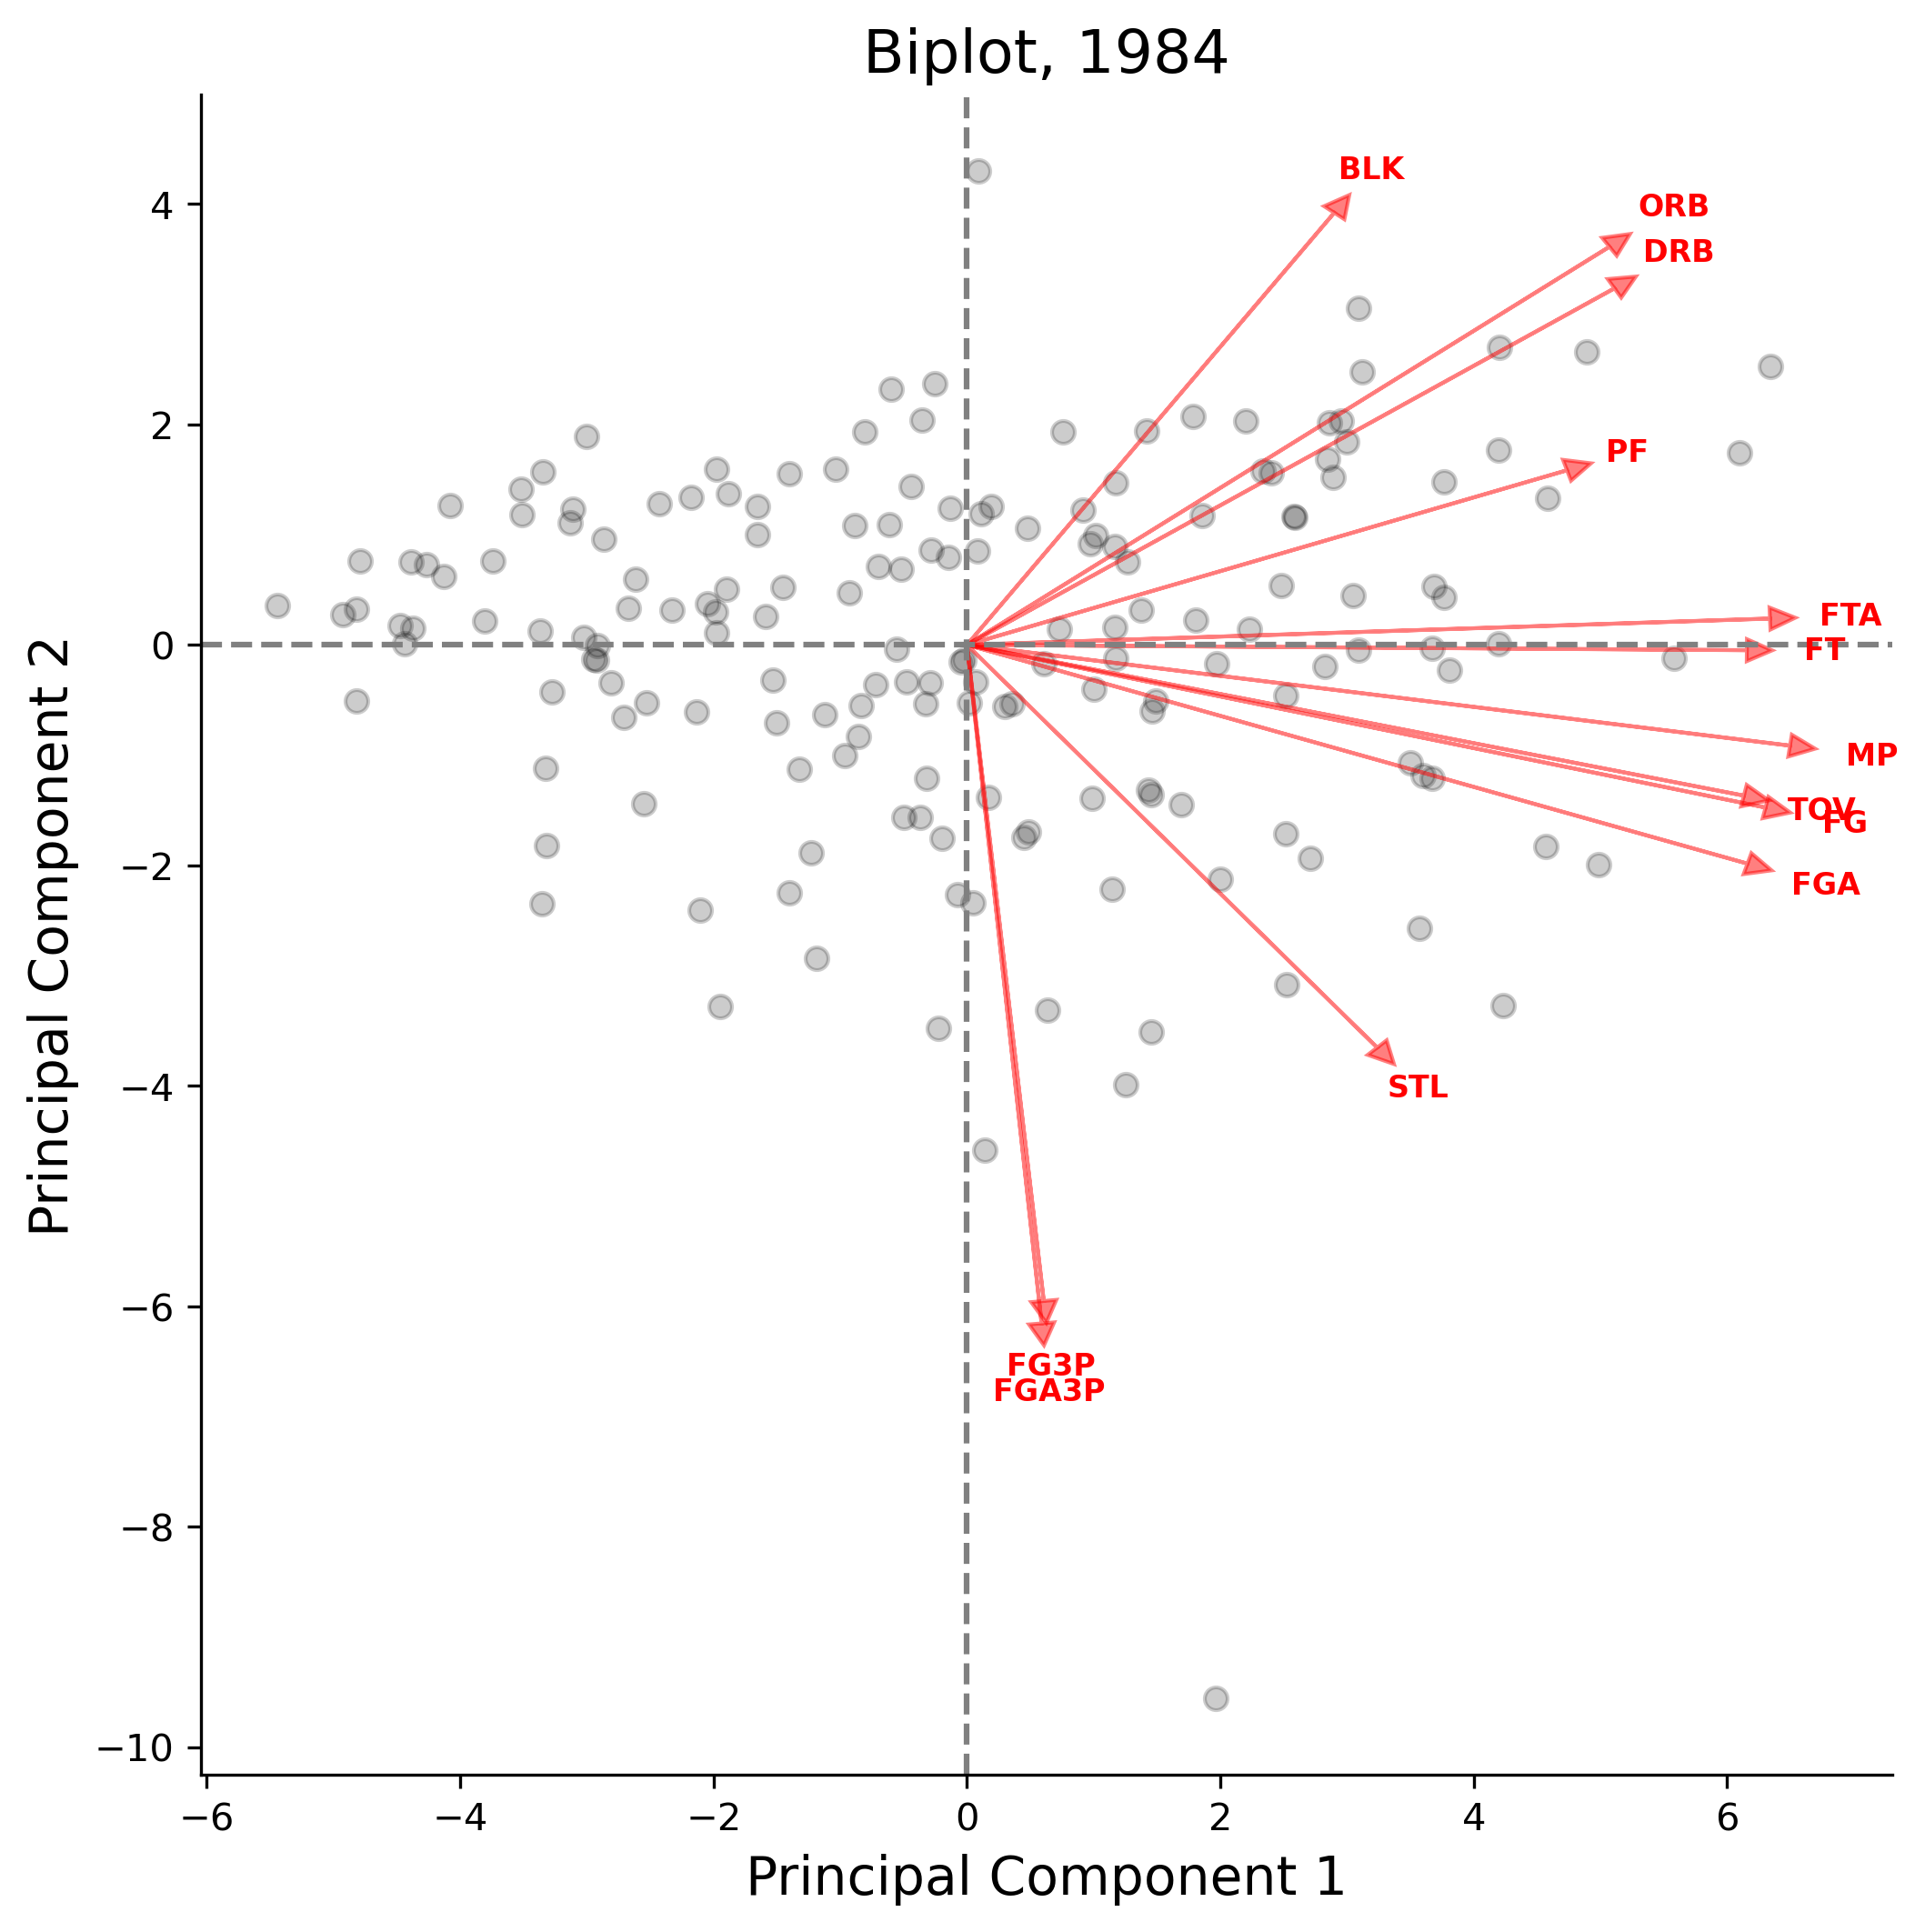 Biplot, 1984
BLK
ORB
DRB
PF
FTA
FT
MP
TOV
FG
FGA
STL
FG3P
FGA3P
4
2
0
−2
−4
−6
−8
−10
Principal Component 2
−6 −4 −2 0 2 4 6
Principal Component 1